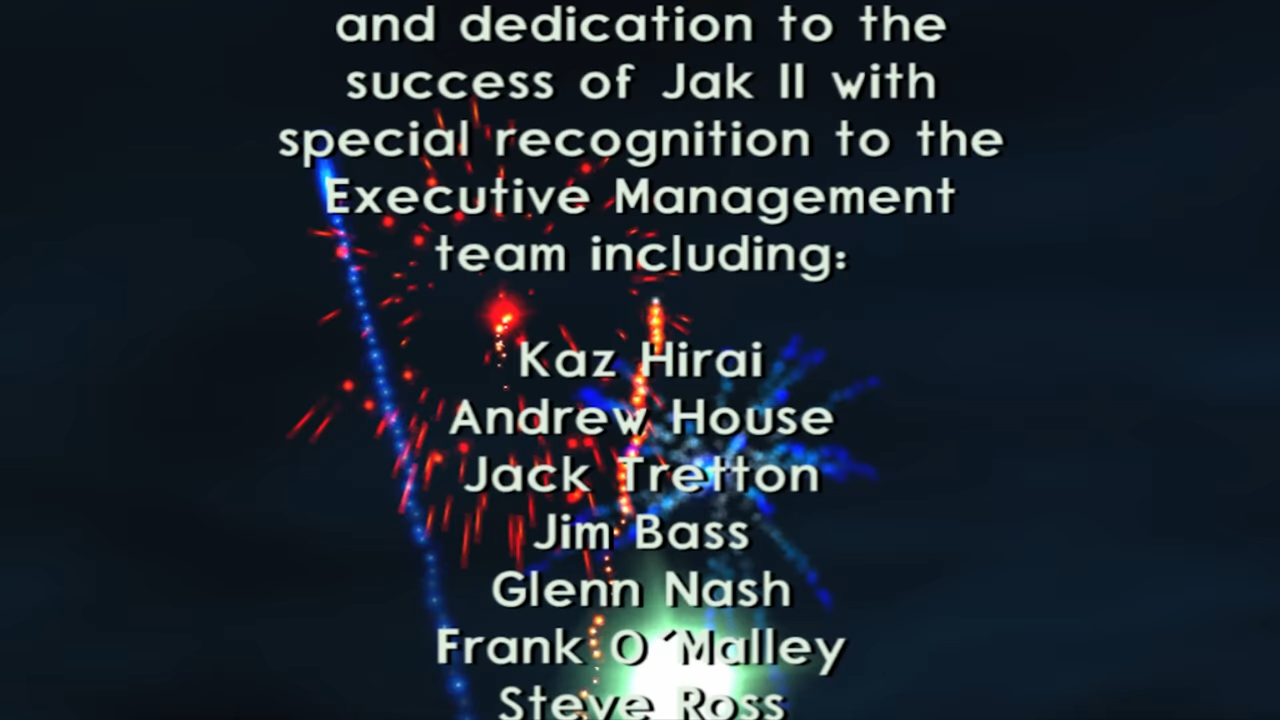 and dedication to the
success of Jak II with
special recognition to the
Executive Management
team including:
Kaz Hirai
Andrew House
Jack Tretton
Jim Bass
Glenn Nash
Frank O'Malley
Steve Ross